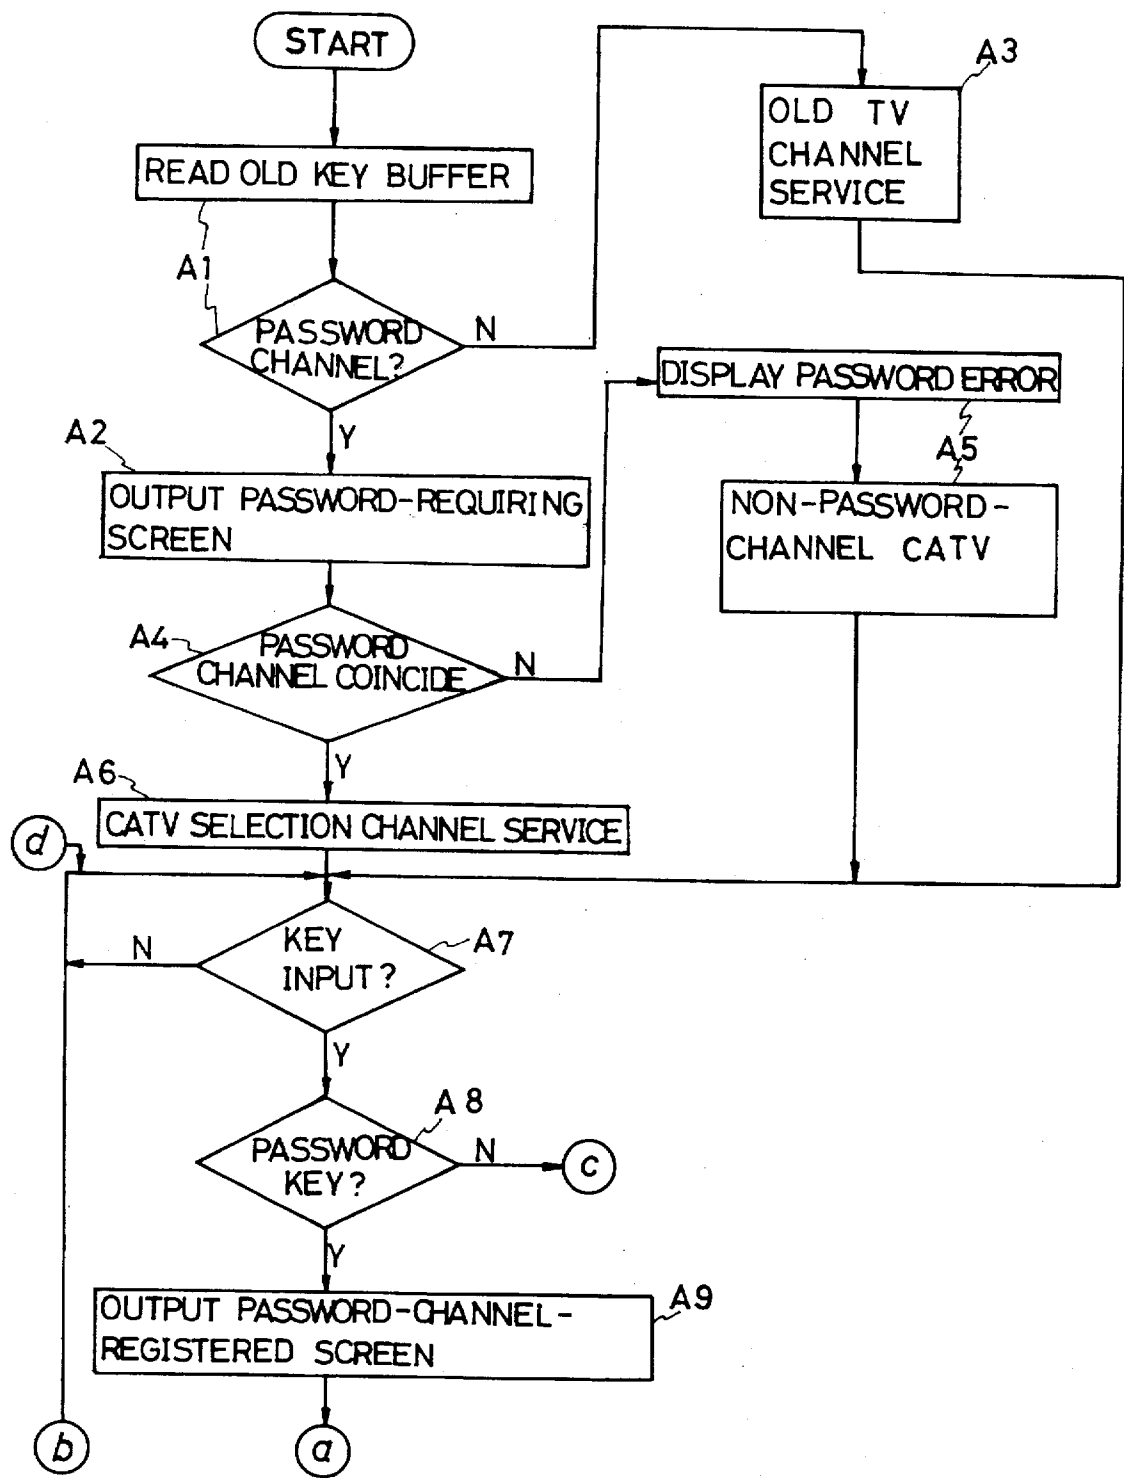 START
READ OLD KEY BUFFER
A1
PASSWORD
CHANNEL?
N
Y
A3
OLD TV
CHANNEL
SERVICE
A2
OUTPUT PASSWORD-REQUIRING
SCREEN
DISPLAY PASSWORD ERROR
A5
NON-PASSWORD-
CHANNEL CATV
A4
PASSWORD
CHANNEL COINCIDE
N
Y
A6
CATV SELECTION CHANNEL SERVICE
d
KEY
INPUT?
A7
N
Y
A8
PASSWORD
KEY?
N
c
Y
OUTPUT PASSWORD-CHANNEL-
REGISTERED SCREEN
A9
b
a